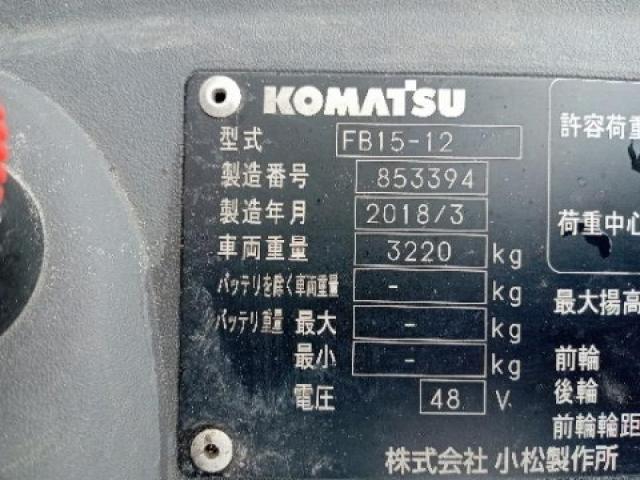 KOMATSU
型式 FB15-12
製造番号 853394
製造年月 2018/3
車両重量 3220 kg
バッテリを除く車両重量 - kg
バッテリ重量 最大 - kg
最小 - kg
電圧 48 V
株式会社 小松製作所
許容荷重
荷重中心
最大揚高
前輪
後輪
前輪輪距